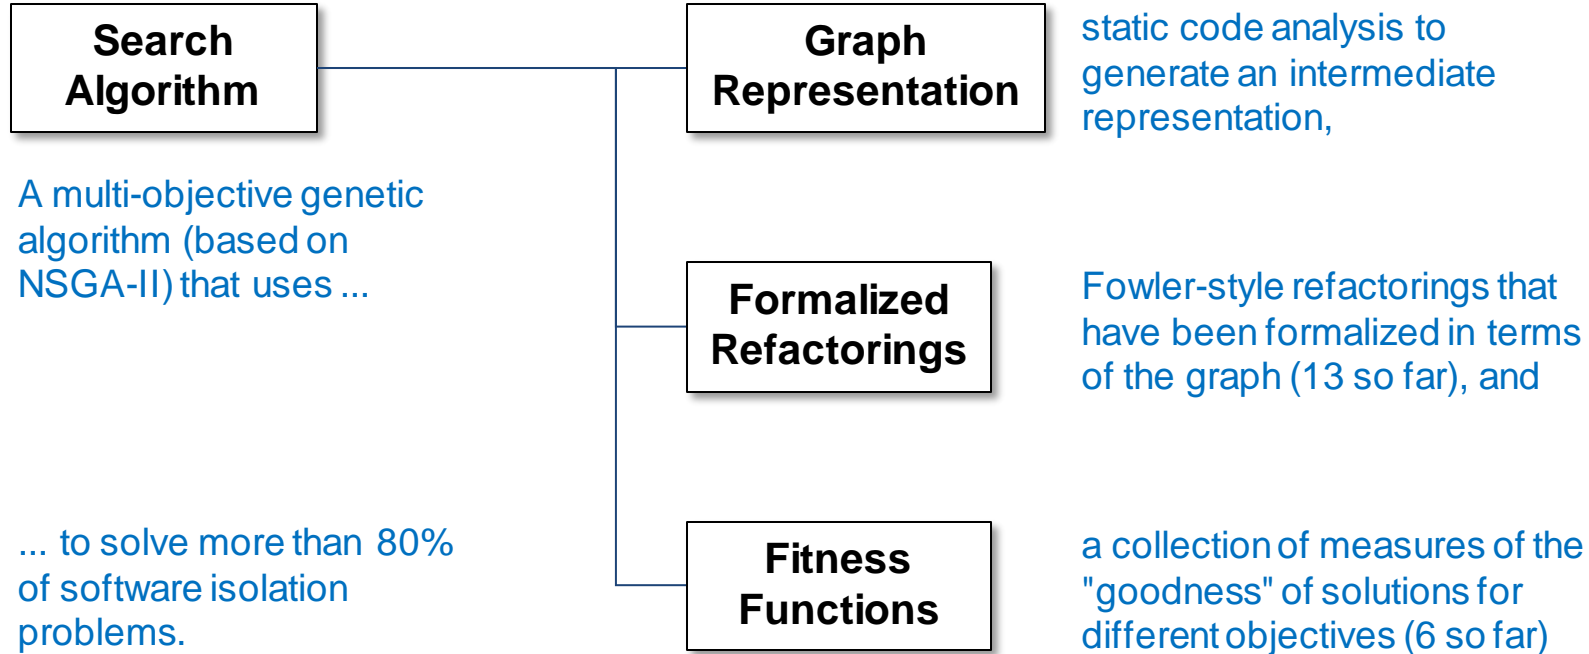 Search
Algorithm
A multi-objective genetic
algorithm (based on
NSGA-II) that uses ...
Graph
Representation
static code analysis to
generate an intermediate
representation,
Formalized
Refactorings
Fowler-style refactorings that
have been formalized in terms
of the graph (13 so far), and
Fitness
Functions
a collection of measures of the
"goodness" of solutions for
different objectives (6 so far)
... to solve more than 80%
of software isolation
problems.